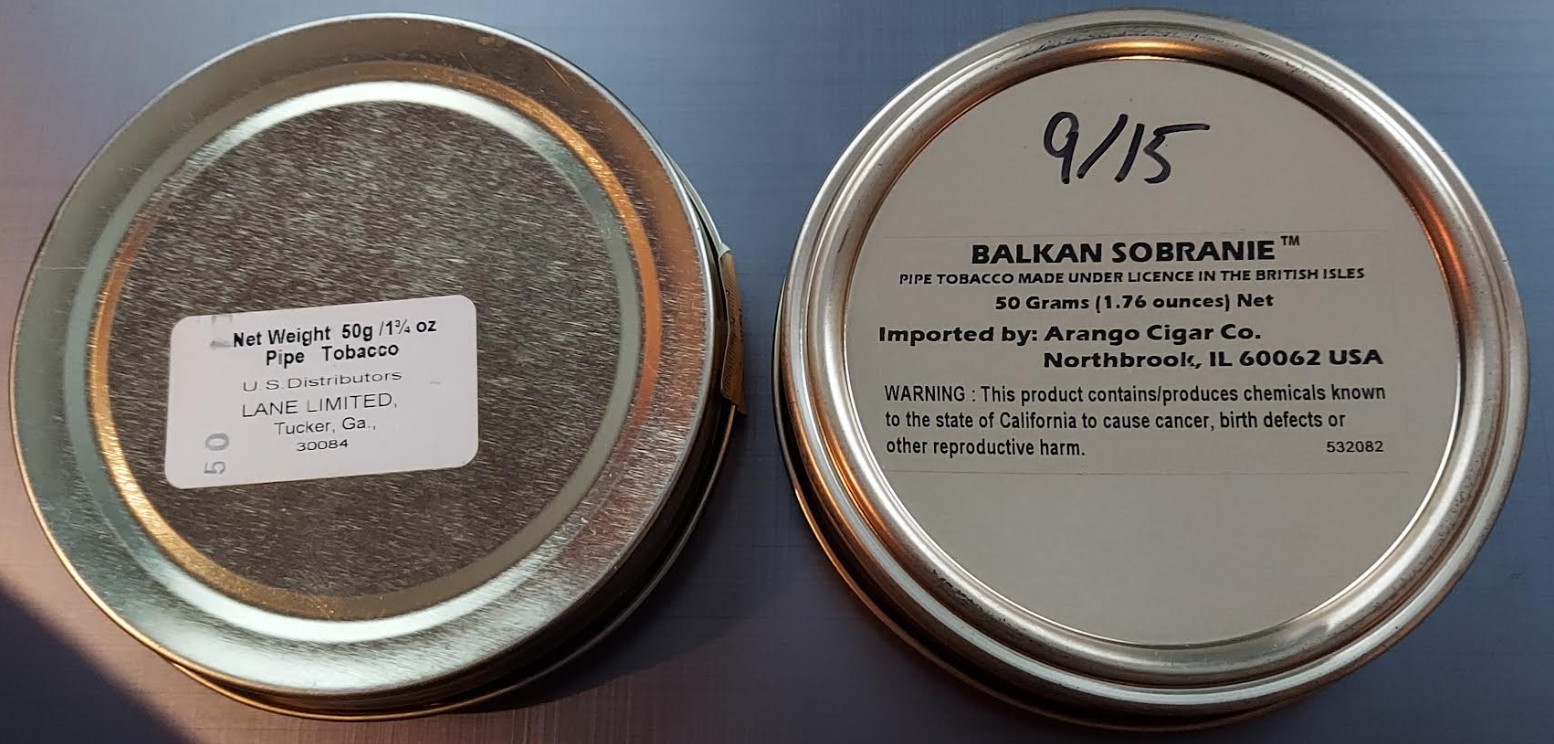 Net Weight 50g /1¾ oz
Pipe Tobacco
U.S. Distributors
LANE LIMITED,
Tucker, Ga.,
30084
50
9/15
BALKAN SOBRANIE™
PIPE TOBACCO MADE UNDER LICENCE IN THE BRITISH ISLES
50 Grams (1.76 ounces) Net
Imported by: Arango Cigar Co.
Northbrook, IL 60062 USA
WARNING : This product contains/produces chemicals known
to the state of California to cause cancer, birth defects or
other reproductive harm. 532082